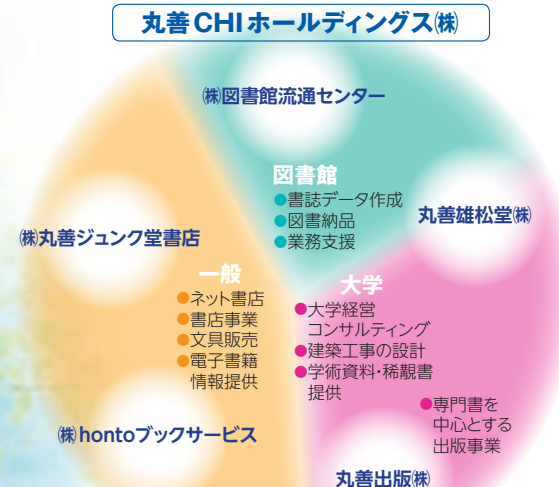 丸善CHIホールディングス㈱
㈱図書館流通センター
図書館
●書誌データ作成
●図書納品
●業務支援
丸善雄松堂㈱
㈱丸善ジュンク堂書店
一般
●ネット書店
●書店事業
●文具販売
●電子書籍
情報提供
大学
●大学経営
コンサルティング
●建築工事の設計
●学術資料・稀覯書
提供
●専門書を
中心とする
出版事業
㈱hontoブックサービス
丸善出版㈱